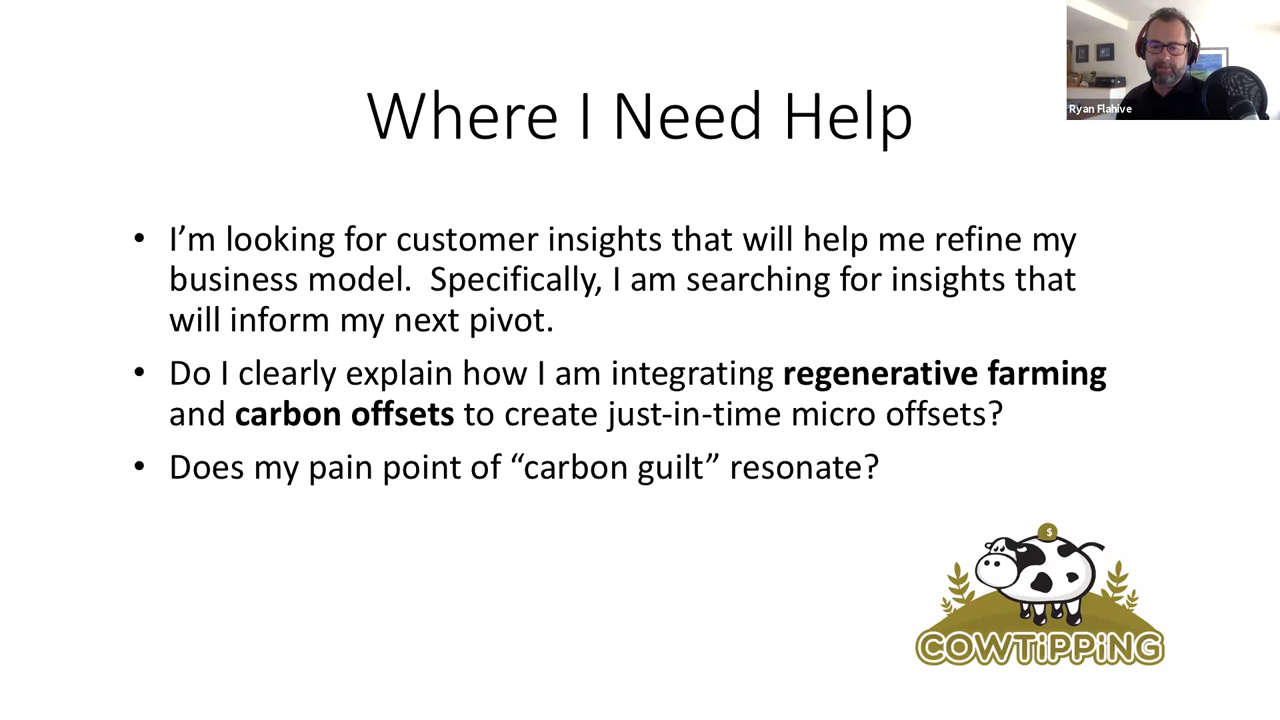 Ryan Flahive
Where I Need Help
• I’m looking for customer insights that will help me refine my
business model.  Specifically, I am searching for insights that
will inform my next pivot.
• Do I clearly explain how I am integrating regenerative farming
and carbon offsets to create just-in-time micro offsets?
• Does my pain point of “carbon guilt” resonate?
$
COWTiPPiNG